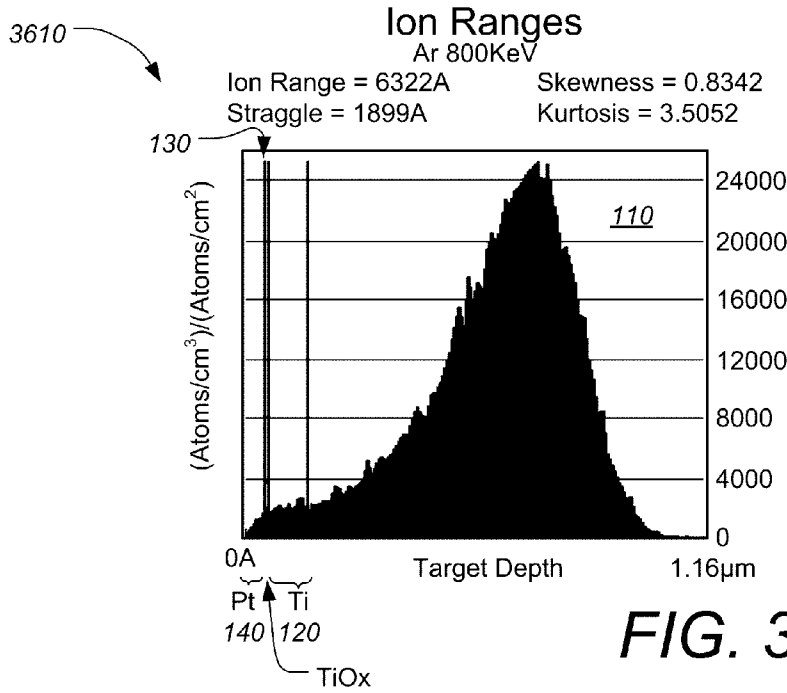 3610
Ion Ranges
Ar 800KeV
Ion Range = 6322A Skewness = 0.8342
Straggle = 1899A Kurtosis = 3.5052
130
(Atoms/cm³)/(Atoms/cm²)
110
24000
20000
16000
12000
8000
4000
0
0A Target Depth 1.16µm
Pt Ti
140 120
TiOx
FIG. 3